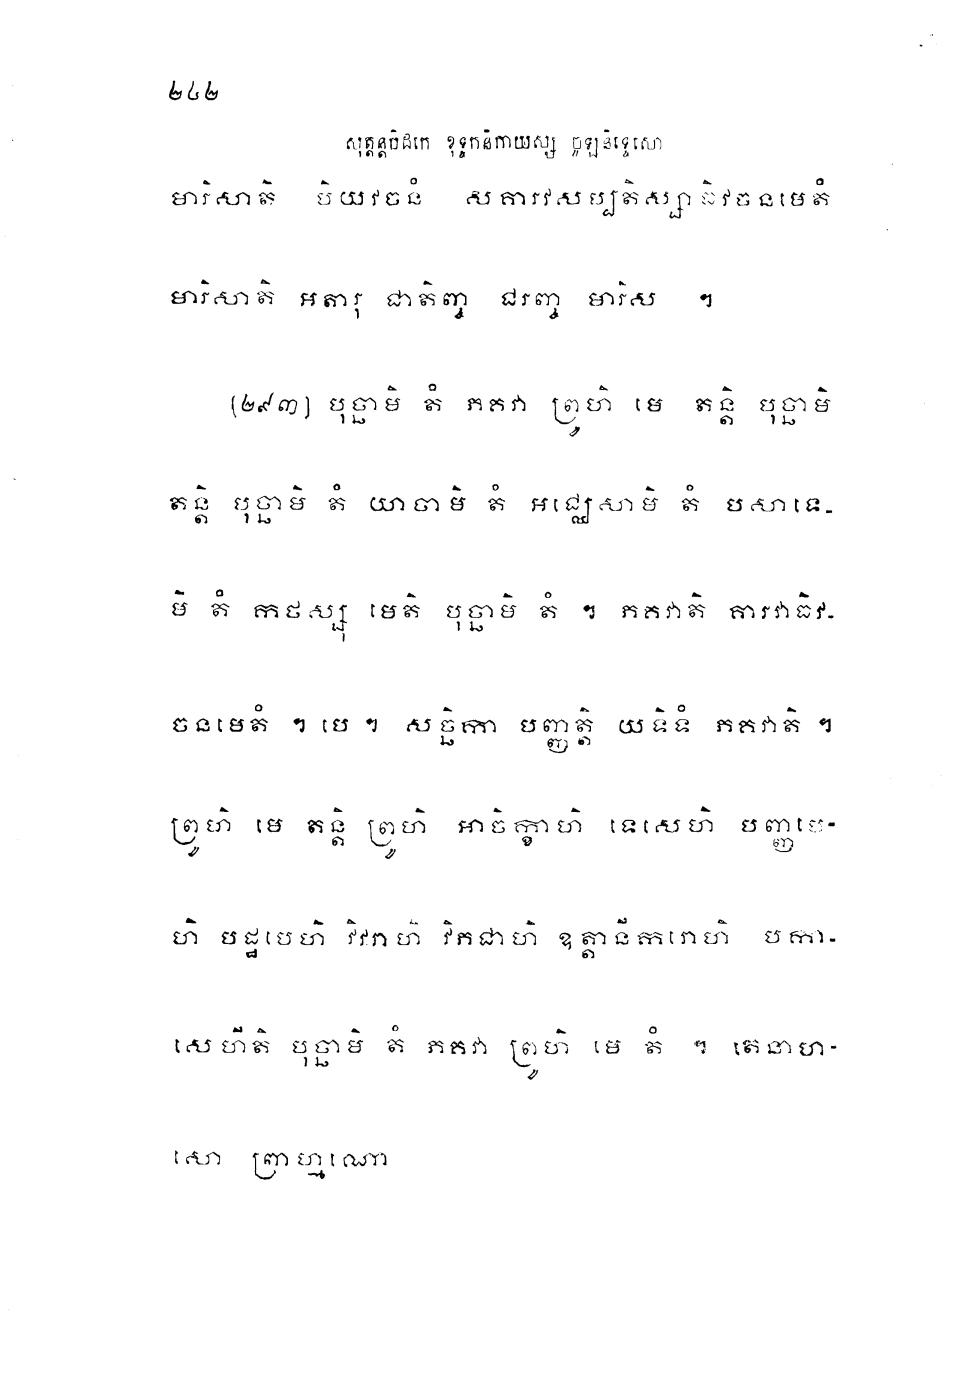 ២៤២
សុត្តន្តបិដកេ ខុទ្ទកនិកាយស្ស ចូឡនិទ្ទេសោ
មារិសាតិ បិយវចនំ សគារវសប្បតិស្សាធិវចនមេតំ
មារិសាតិ អតារុ ជាតិញ្ច ជរញ្ច មារិស ។
(២៩៣) បុច្ឆាមិ តំ ភគវា ព្រូហិ មេ តន្តិ បុច្ឆាមិ
តន្តិ បុច្ឆាមិ តំ យាចាមិ តំ អជ្ឈេសាមិ តំ បសាទេ-
មិ តំ កថស្សុ មេតិ បុច្ឆាមិ តំ ។ ភគវាតិ គារវាធិវ-
ចនមេតំ ។ បេ ។ សច្ឆិកា បញ្ញត្តិ យទិទំ ភគវាតិ ។
ព្រូហិ មេ តន្តិ ព្រូហិ អាចិក្ខាហិ ទេសេហិ បញ្ញបេ-
ហិ បដ្ឋបេហិ វិវរាហិ វិភជាហិ ឧត្តានីករោហិ បកា-
សេហីតិ បុច្ឆាមិ តំ ភគវា ព្រូហិ មេ តំ ។ តេនាហ-
សោ ព្រាហ្មណោ